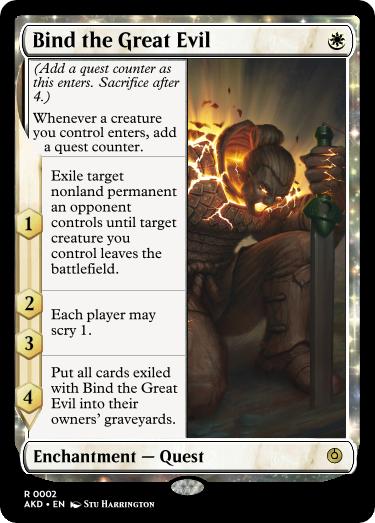 Bind the Great Evil
(Add a quest counter as
this enters. Sacrifice after
4.)
Whenever a creature
you control enters, add
a quest counter.
1
Exile target
nonland permanent
an opponent
controls until target
creature you
control leaves the
battlefield.
2
3
Each player may
scry 1.
4
Put all cards exiled
with Bind the Great
Evil into their
owners' graveyards.
Enchantment — Quest
R 0002
AKD • EN Stu Harrington